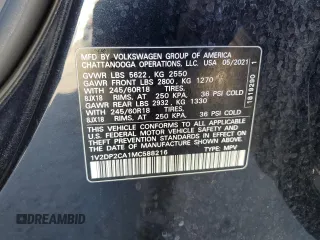 MFD. BY VOLKSWAGEN GROUP OF AMERICA
CHATTANOOGA OPERATIONS, LLC. USA 05/2021
GVWR LBS 5622, KG 2550
GAWR FRONT LBS 2800, KG 1270
WITH 245/60R18 TIRES,
8JX18 RIMS, AT 250 KPA. 36 PSI COLD
GAWR REAR LBS 2932, KG 1330
WITH 245/60R18 TIRES,
8JX18 RIMS, AT 250 KPA. 36 PSI COLD
THIS VEHICLE CONFORMS TO ALL APPLICABLE
U.S. FEDERAL MOTOR VEHICLE SAFETY AND
THEFT PREVENTION STANDARDS IN EFFECT ON THE
DATE OF MANUFACTURE SHOWN ABOVE.
1V2DP2CA1MC588216 TYPE: MPV
AUTOBIDMASTER